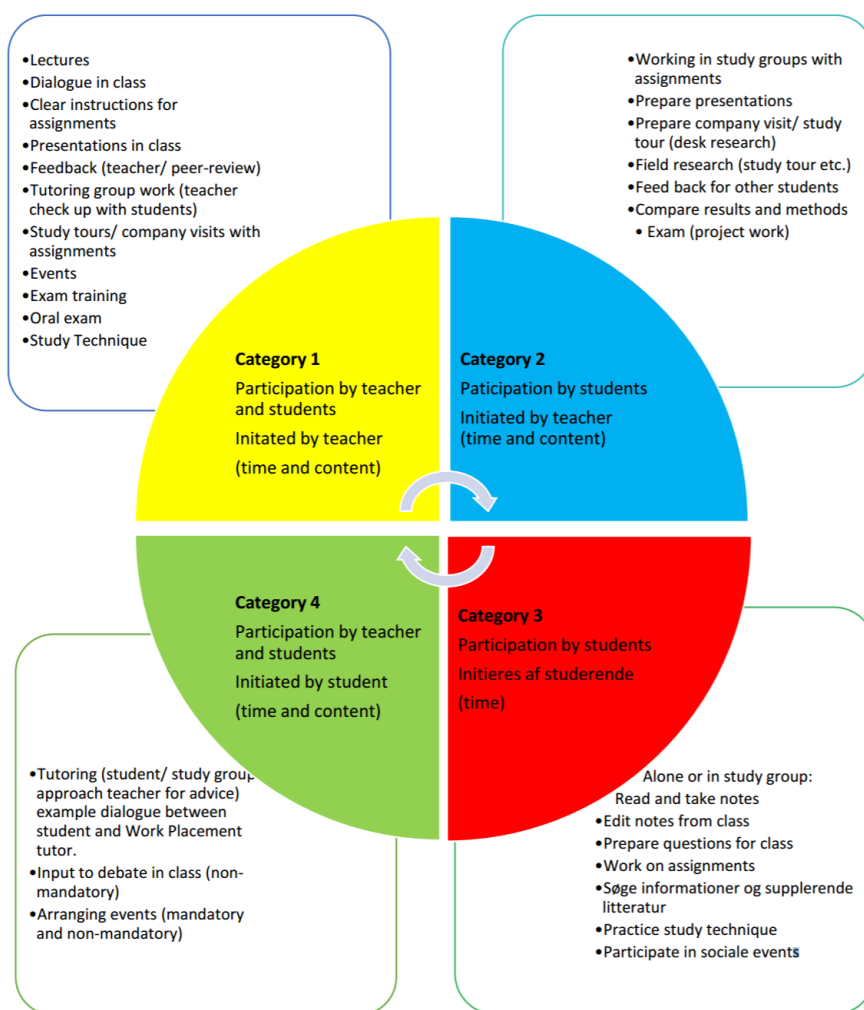 •Lectures
•Dialogue in class
•Clear instructions for
assignments
•Presentations in class
•Feedback (teacher/ peer-review)
•Tutoring group work (teacher
check up with students)
•Study tours/ company visits with
assignments
•Events
•Exam training
•Oral exam
•Study Technique
•Working in study groups with
assignments
•Prepare presentations
•Prepare company visit/ study
tour (desk research)
•Field research (study tour etc.)
•Feed back for other students
•Compare results and methods
• Exam (project work)
Category 1
Participation by teacher
and students
Initated by teacher
(time and content)
Category 2
Paticipation by students
Initiated by teacher
(time and content)
Category 4
Participation by teacher
and students
Initiated by student
(time and content)
Category 3
Participation by students
Initieres af studerende
(time)
•Tutoring (student/ study group
approach teacher for advice)
example dialogue between
student and Work Placement
tutor.
•Input to debate in class (non-
mandatory)
•Arranging events (mandatory
and non-mandatory)
Alone or in study group:
Read and take notes
•Edit notes from class
•Prepare questions for class
•Work on assignments
•Søge informationer og supplerende
litteratur
•Practice study technique
•Participate in sociale events